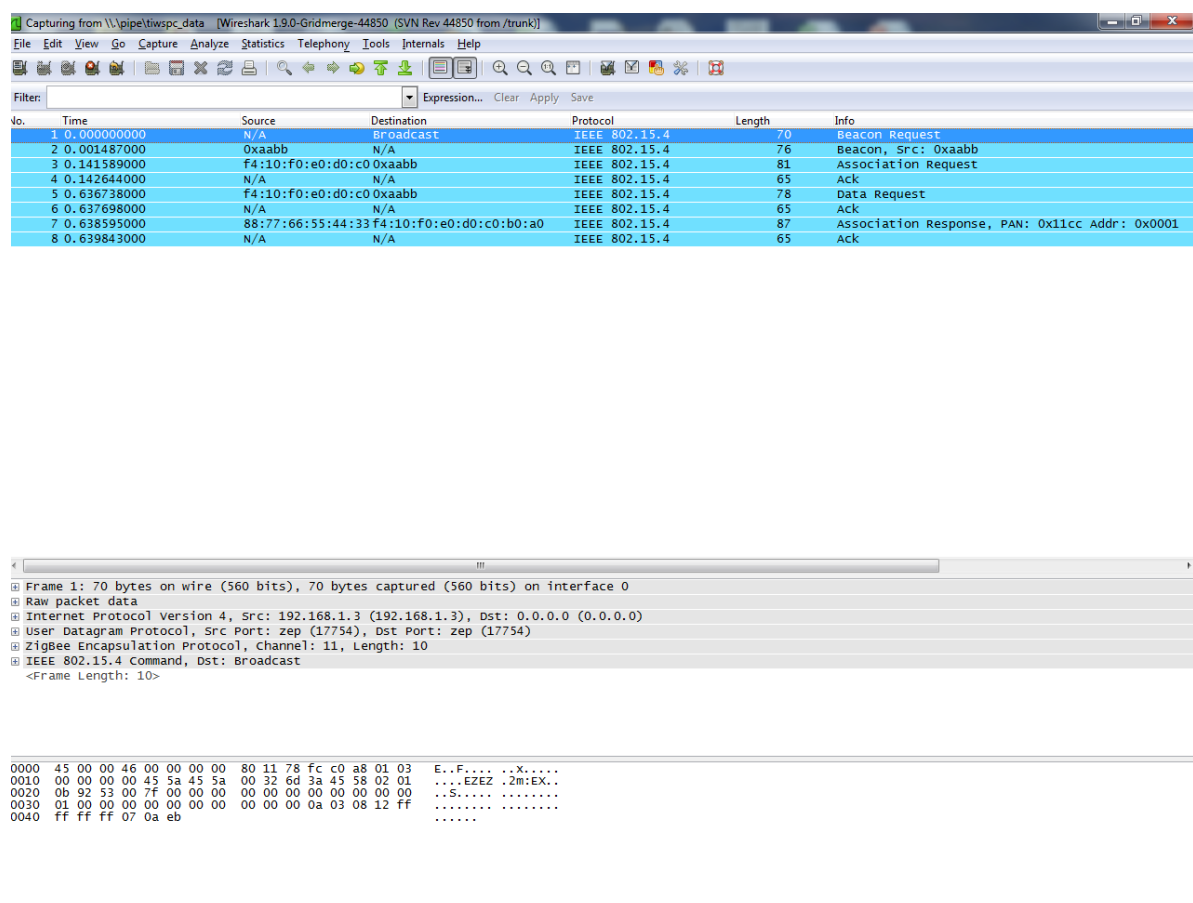 Capturing from \\.\pipe\tiwspc_data [Wireshark 1.9.0-Gridmerge-44850 (SVN Rev 44850 from /trunk)]
File Edit View Go Capture Analyze Statistics Telephony Tools Internals Help
Filter: Expression... Clear Apply Save
No. Time Source Destination Protocol Length Info
1 0.000000000 N/A Broadcast IEEE 802.15.4 70 Beacon Request
2 0.001487000 0xaabb N/A IEEE 802.15.4 76 Beacon, Src: 0xaabb
3 0.141589000 f4:10:f0:e0:d0:c0 0xaabb IEEE 802.15.4 81 Association Request
4 0.142644000 N/A N/A IEEE 802.15.4 65 Ack
5 0.636738000 f4:10:f0:e0:d0:c0 0xaabb IEEE 802.15.4 78 Data Request
6 0.637698000 N/A N/A IEEE 802.15.4 65 Ack
7 0.638595000 88:77:66:55:44:33 f4:10:f0:e0:d0:c0:b0:a0 IEEE 802.15.4 87 Association Response, PAN: 0x11cc Addr: 0x0001
8 0.639843000 N/A N/A IEEE 802.15.4 65 Ack
Frame 1: 70 bytes on wire (560 bits), 70 bytes captured (560 bits) on interface 0
Raw packet data
Internet Protocol Version 4, Src: 192.168.1.3 (192.168.1.3), Dst: 0.0.0.0 (0.0.0.0)
User Datagram Protocol, Src Port: zep (17754), Dst Port: zep (17754)
ZigBee Encapsulation Protocol, Channel: 11, Length: 10
IEEE 802.15.4 Command, Dst: Broadcast
<Frame Length: 10>
0000 45 00 00 46 00 00 00 00 80 11 78 fc c0 a8 01 03 E..F.... ..x.....
0010 00 00 00 00 45 5a 45 5a 00 32 6d 3a 45 58 02 01 ....EZEZ .2m:EX..
0020 0b 92 53 00 7f 00 00 00 00 00 00 00 00 00 00 00 ..S..... ........
0030 01 00 00 00 00 00 00 00 00 00 00 0a 03 08 12 ff ........ ........
0040 ff ff ff 07 0a eb ......